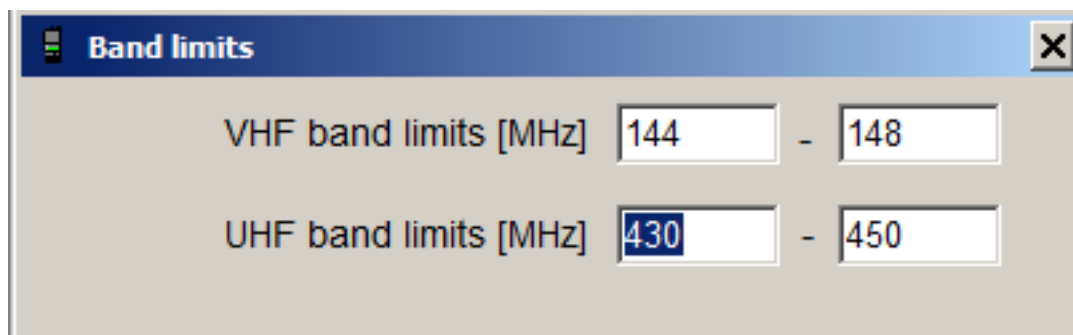 Band limits
VHF band limits [MHz] 144 - 148
UHF band limits [MHz] 430 - 450